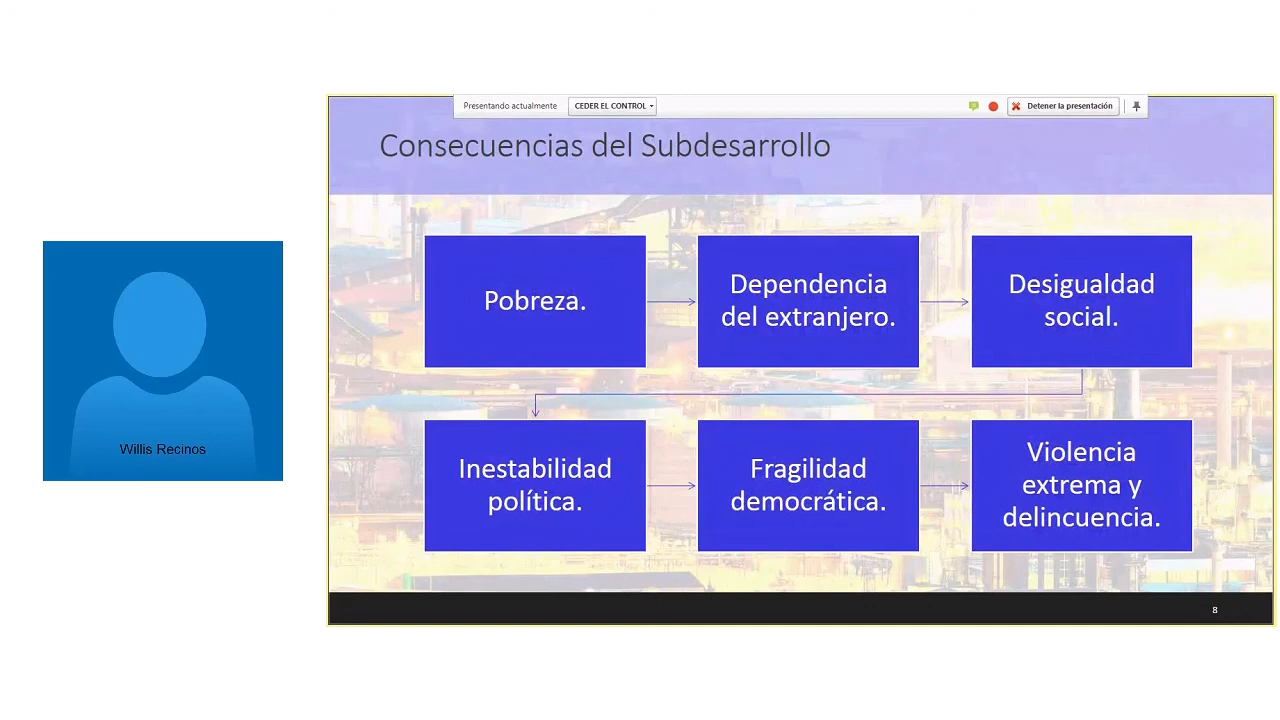 Presentando actualmente
CEDER EL CONTROL
Detener la presentación
Consecuencias del Subdesarrollo
Pobreza.
Dependencia
del extranjero.
Desigualdad
social.
Inestabilidad
política.
Fragilidad
democrática.
Violencia
extrema y
delincuencia.
Willis Recinos
8